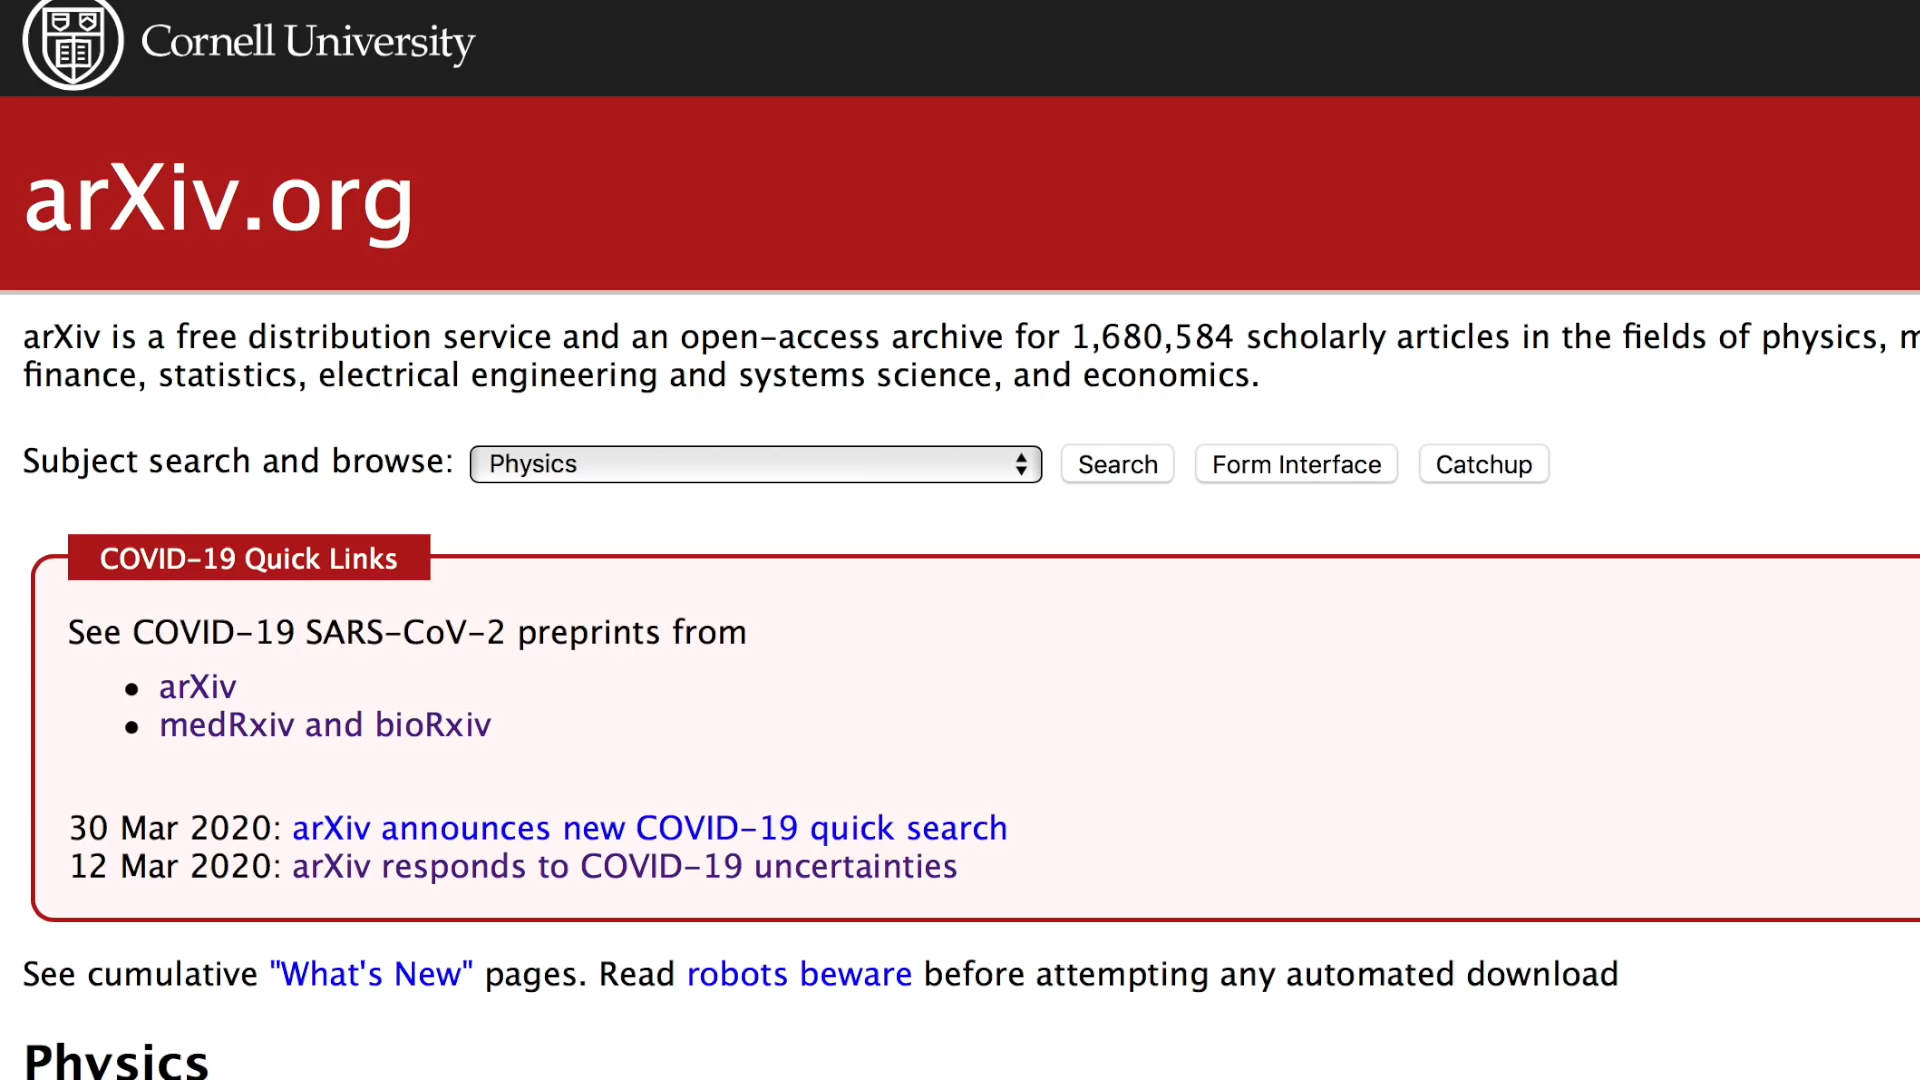 Cornell University
arXiv.org
arXiv is a free distribution service and an open-access archive for 1,680,584 scholarly articles in the fields of physics,
finance, statistics, electrical engineering and systems science, and economics.
Subject search and browse: Physics Search Form Interface Catchup
COVID-19 Quick Links
See COVID-19 SARS-CoV-2 preprints from
• arXiv
• medRxiv and bioRxiv
30 Mar 2020: arXiv announces new COVID-19 quick search
12 Mar 2020: arXiv responds to COVID-19 uncertainties
See cumulative "What's New" pages. Read robots beware before attempting any automated download
Physics